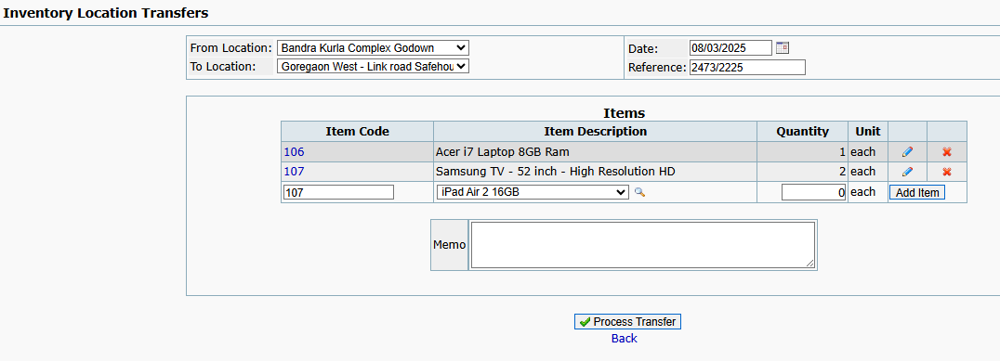 Inventory Location Transfers
From Location: Bandra Kurla Complex Godown Date: 08/03/2025
To Location: Goregaon West - Link road Safehou Reference: 2473/2225
Items
Item Code Item Description Quantity Unit
106 Acer i7 Laptop 8GB Ram 1 each
107 Samsung TV - 52 inch - High Resolution HD 2 each
107 iPad Air 2 16GB 0 each Add Item
Memo
Process Transfer
Back